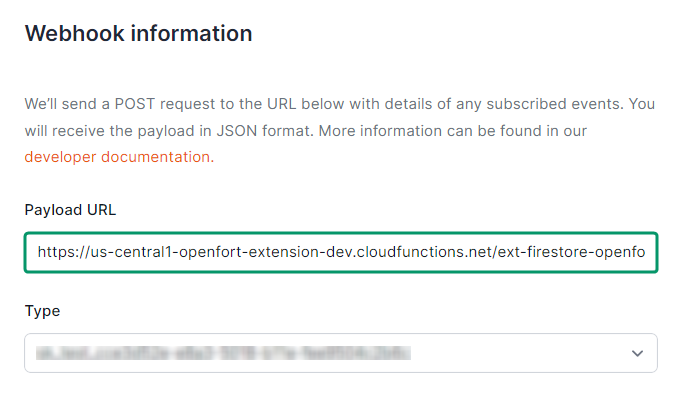 Webhook information
We'll send a POST request to the URL below with details of any subscribed events. You
will receive the payload in JSON format. More information can be found in our
developer documentation.
Payload URL
https://us-central1-openfort-extension-dev.cloudfunctions.net/ext-firestore-openfo
Type